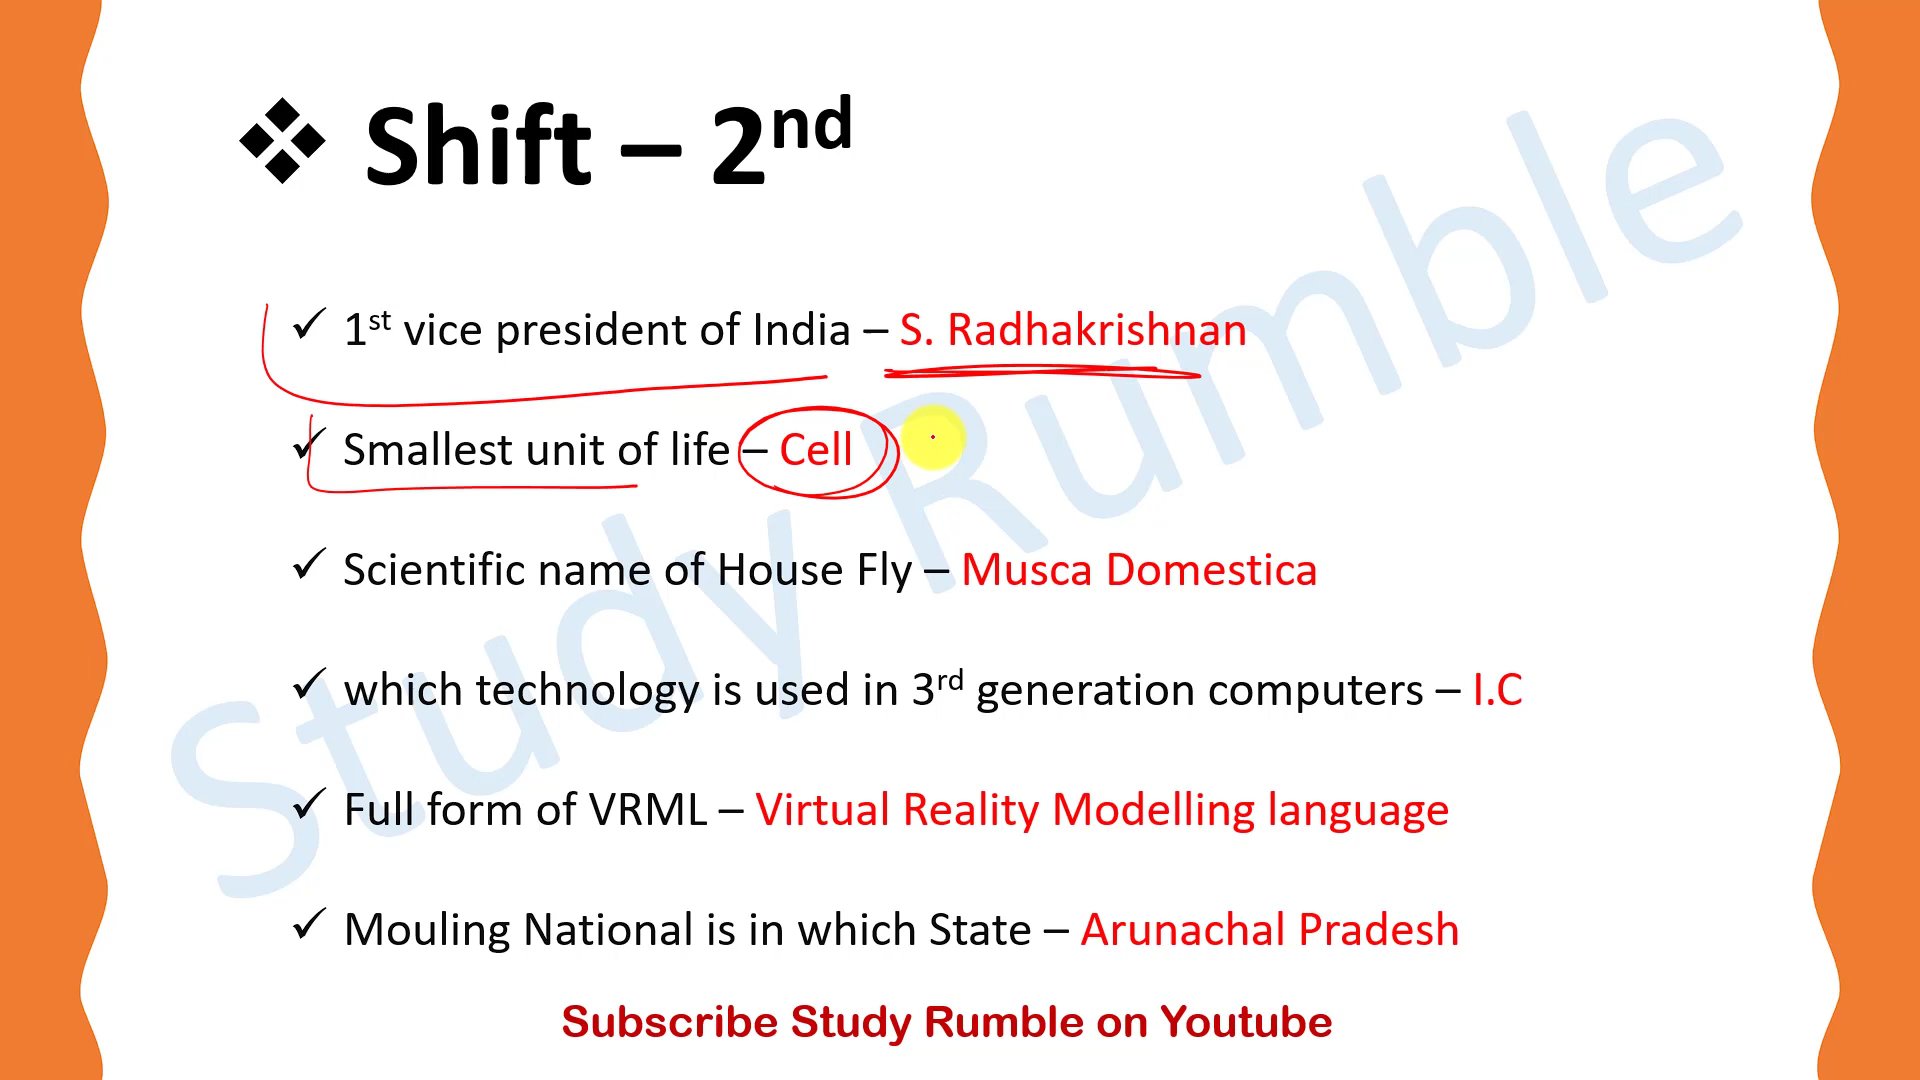 ❖ Shift – 2nd
✓ 1st vice president of India – S. Radhakrishnan
✓ Smallest unit of life – Cell
✓ Scientific name of House Fly – Musca Domestica
✓ which technology is used in 3rd generation computers – I.C
✓ Full form of VRML – Virtual Reality Modelling language
✓ Mouling National is in which State – Arunachal Pradesh
Subscribe Study Rumble on Youtube
Study Rumble